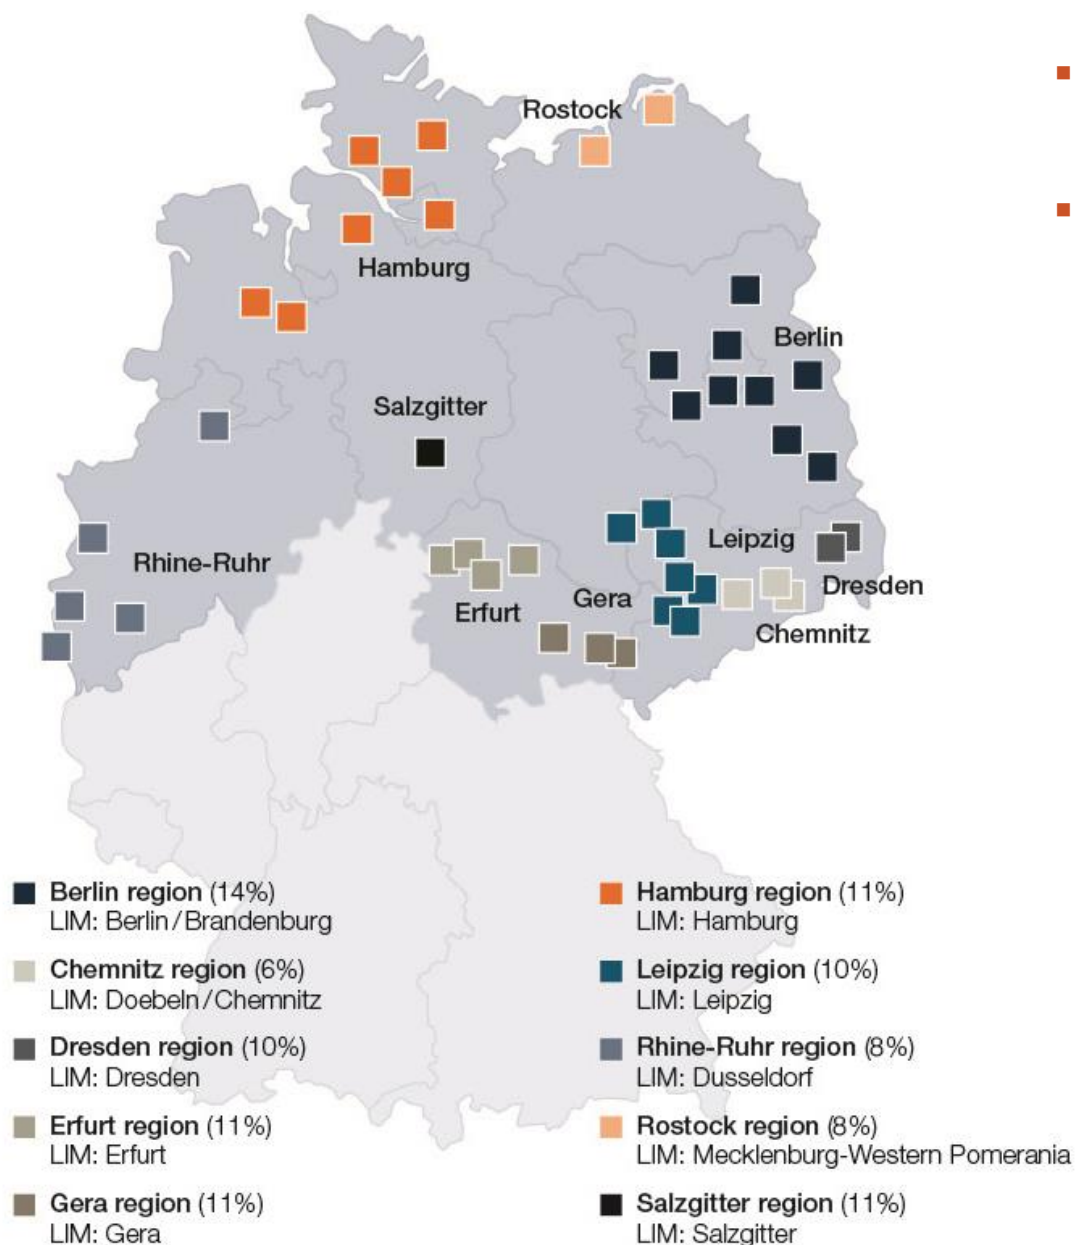 Rostock
Hamburg
Berlin
Salzgitter
Leipzig
Rhine-Ruhr
Dresden
Gera
Erfurt
Chemnitz
Berlin region (14%)
LIM: Berlin/Brandenburg
Chemnitz region (6%)
LIM: Doebeln/Chemnitz
Dresden region (10%)
LIM: Dresden
Erfurt region (11%)
LIM: Erfurt
Gera region (11%)
LIM: Gera
Hamburg region (11%)
LIM: Hamburg
Leipzig region (10%)
LIM: Leipzig
Rhine-Ruhr region (8%)
LIM: Dusseldorf
Rostock region (8%)
LIM: Mecklenburg-Western Pomerania
Salzgitter region (11%)
LIM: Salzgitter